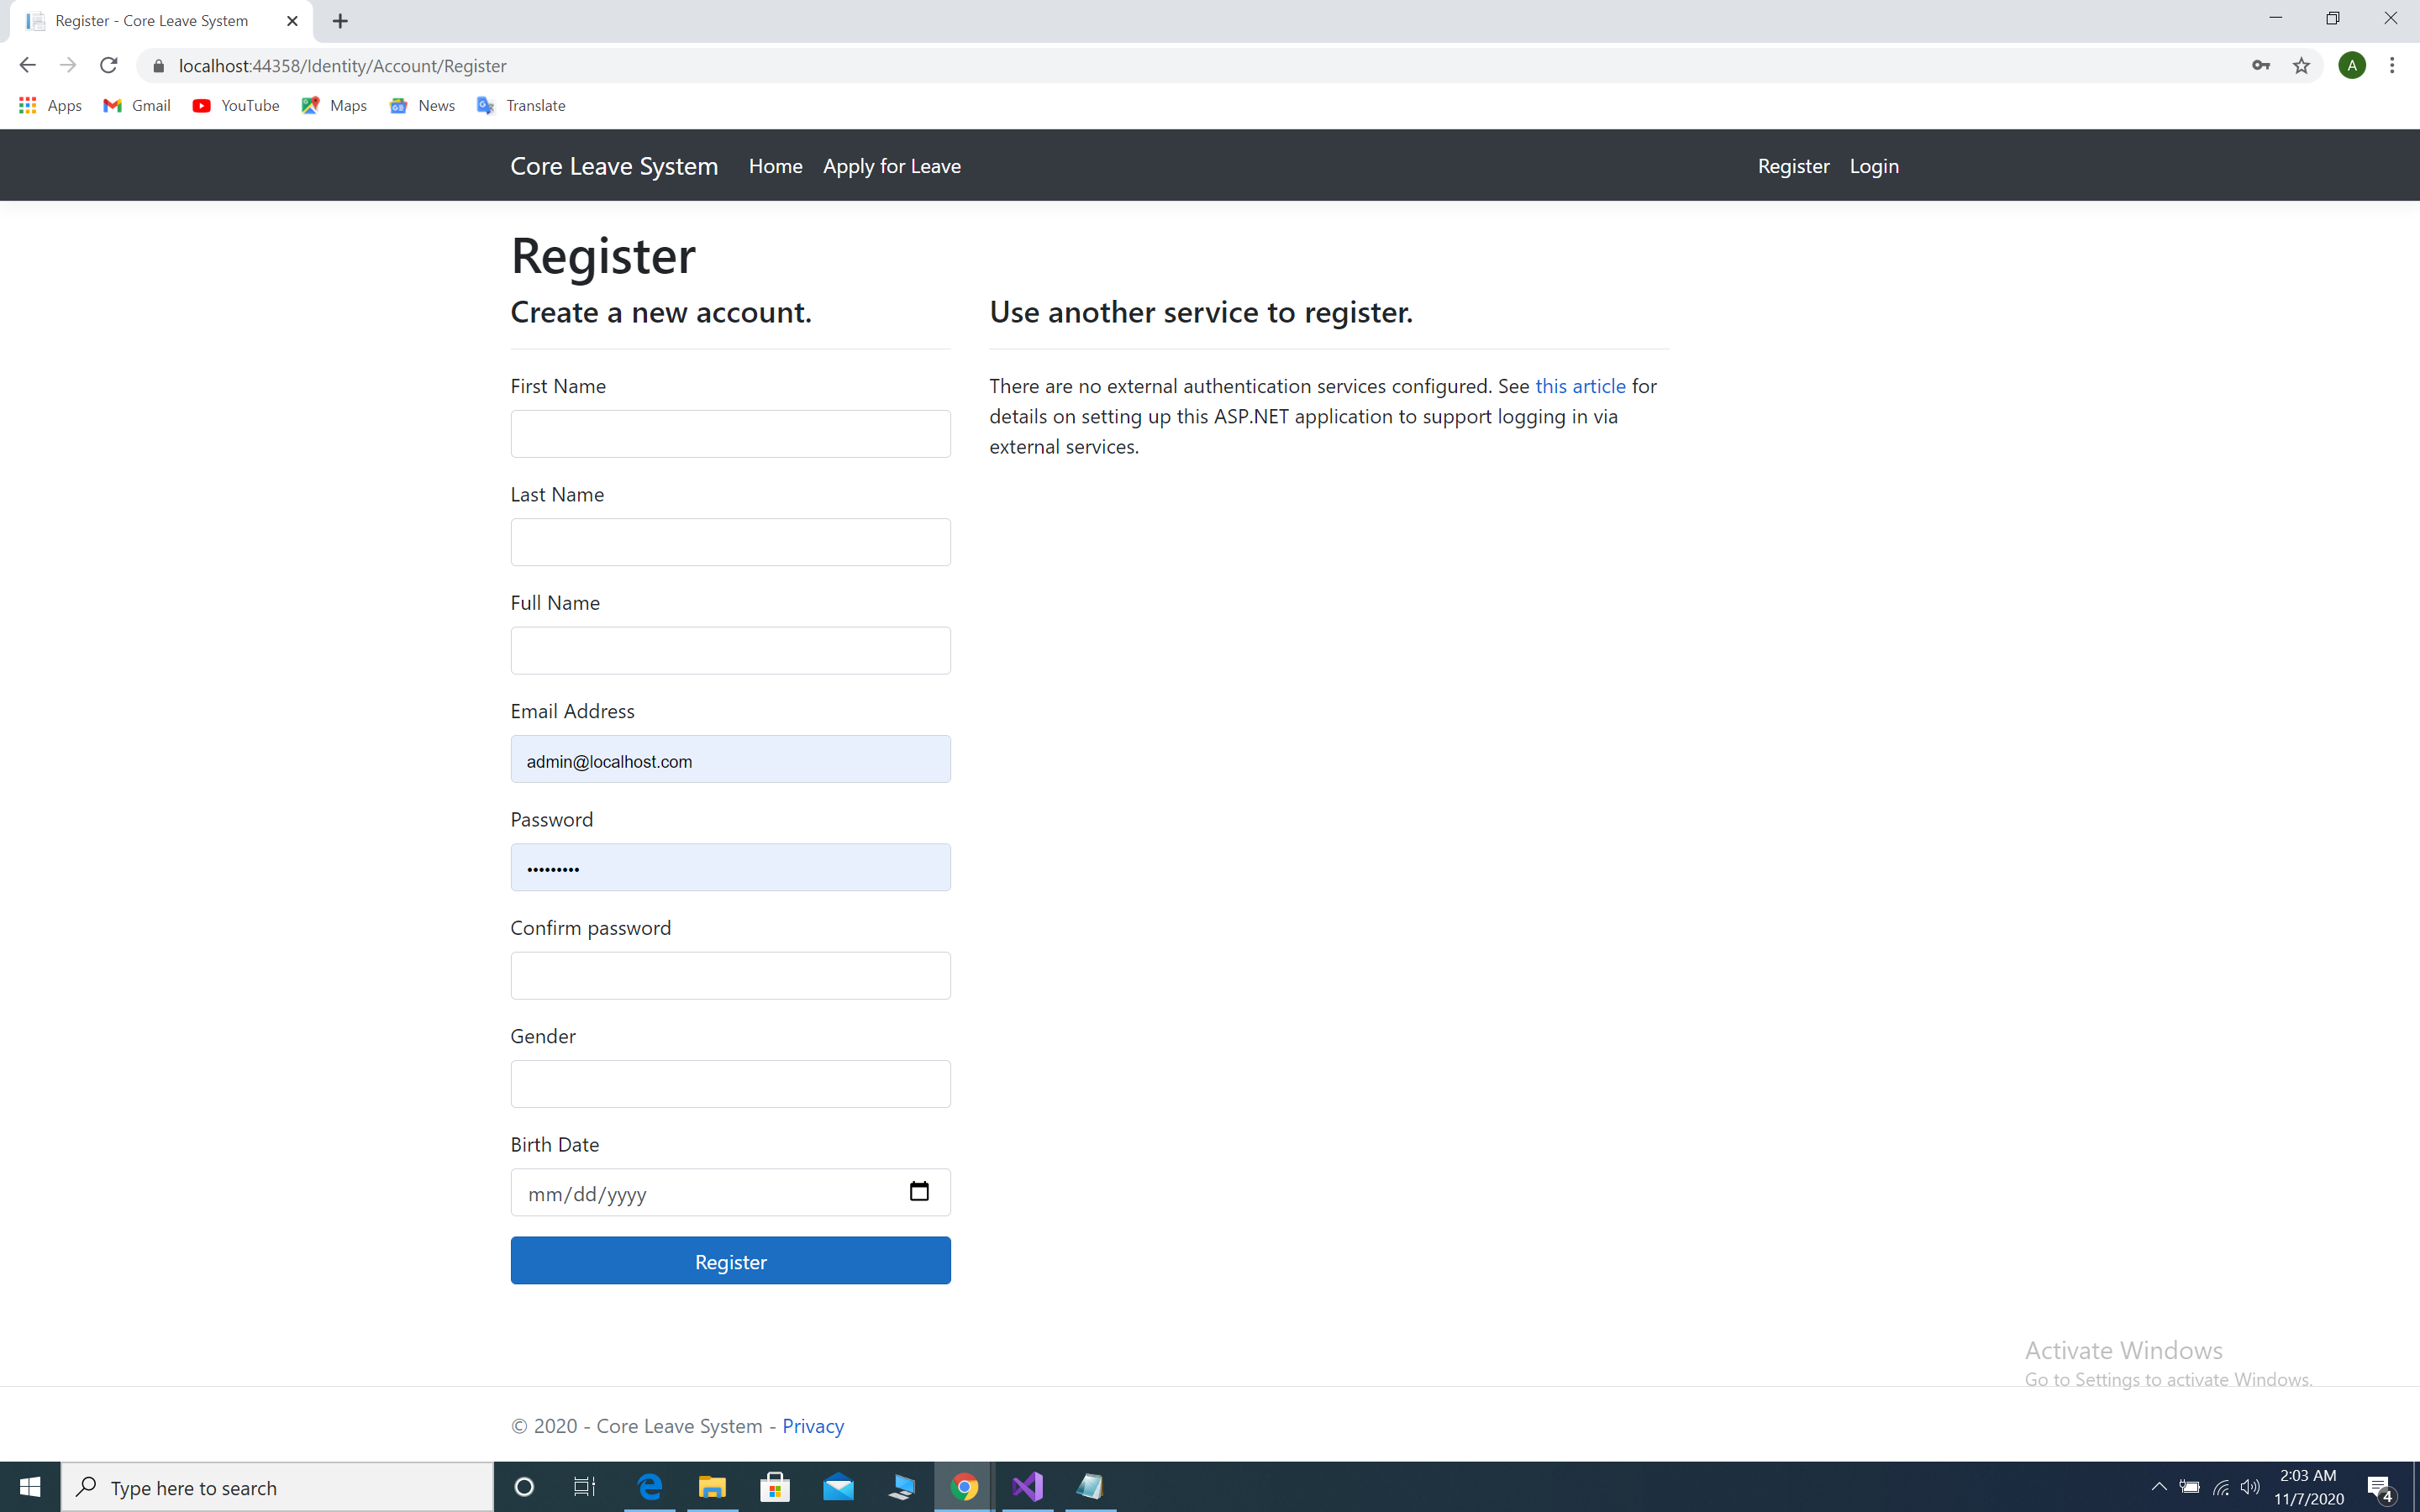 Register - Core Leave System
localhost:44358/Identity/Account/Register
A
Apps Gmail YouTube Maps News Translate
Core Leave System Home Apply for Leave Register Login
Register
Create a new account.
First Name
Last Name
Full Name
Email Address
admin@localhost.com
Password
•••••••••
Confirm password
Gender
Birth Date
mm/dd/yyyy
Register
Use another service to register.
There are no external authentication services configured. See this article for
details on setting up this ASP.NET application to support logging in via
external services.
Activate Windows
Go to Settings to activate Windows.
© 2020 - Core Leave System - Privacy
Type here to search
2:03 AM
11/7/2020
4